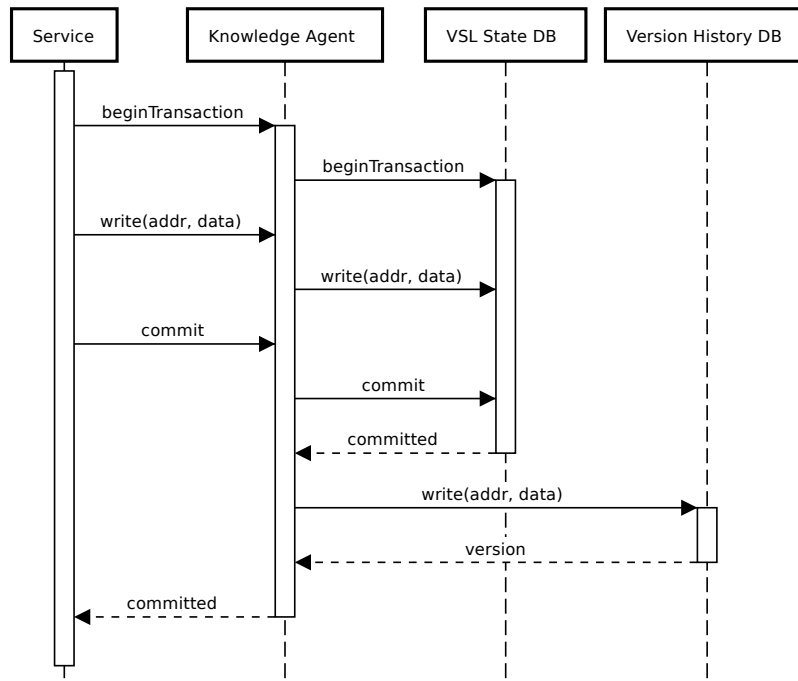 Service
Knowledge Agent
VSL State DB
Version History DB
beginTransaction
beginTransaction
write(addr, data)
write(addr, data)
commit
commit
committed
write(addr, data)
version
committed